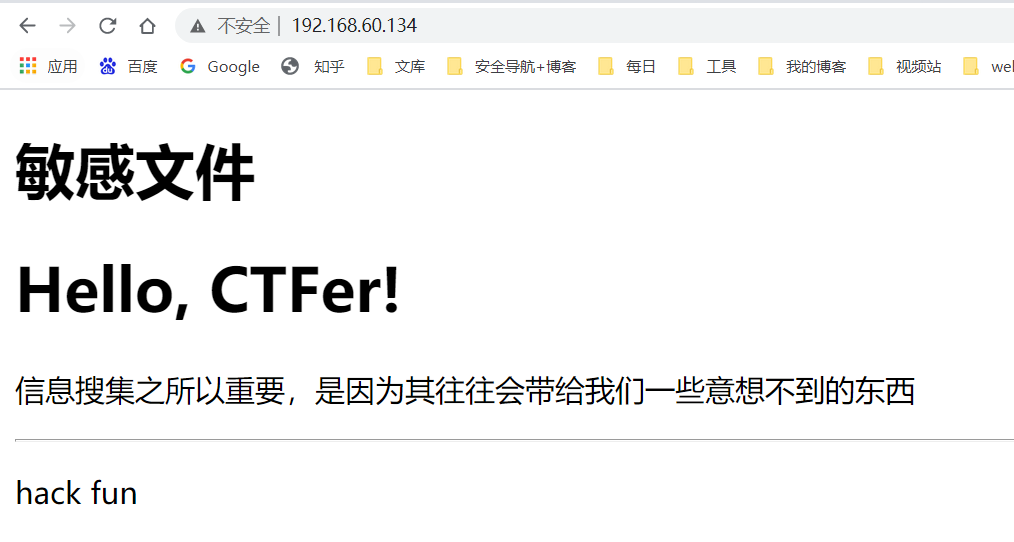 不安全 | 192.168.60.134
应用 百度 Google 知乎 文库 安全导航+博客 每日 工具 我的博客 视频站 wel
敏感文件
Hello, CTFer!
信息搜集之所以重要，是因为其往往会带给我们一些意想不到的东西
hack fun